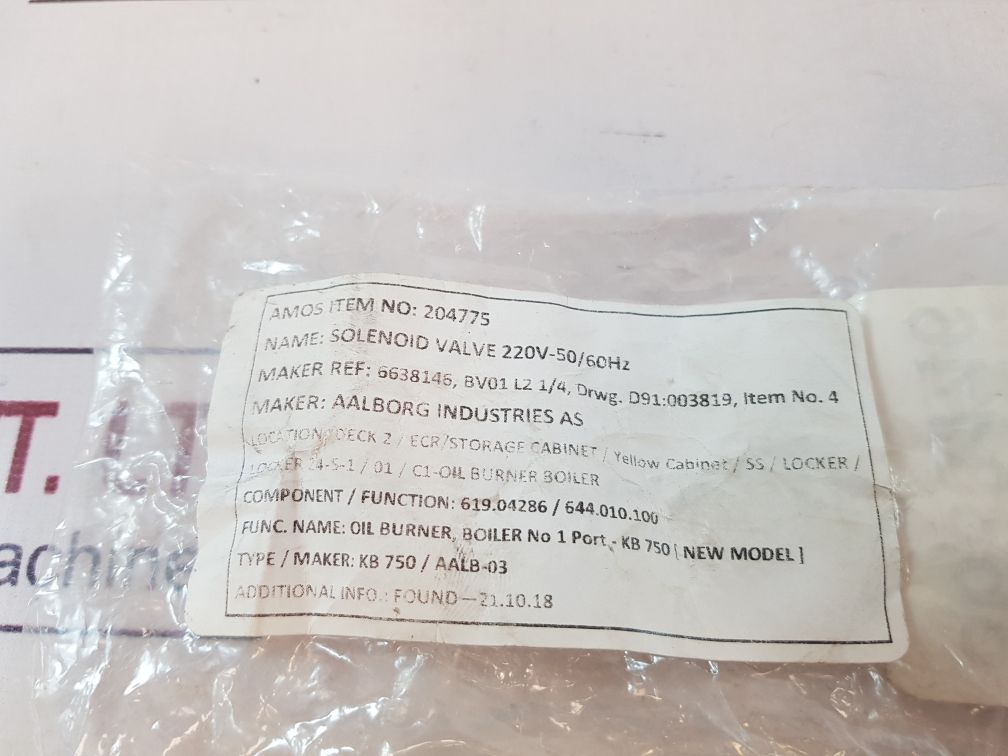 AMOS ITEM NO: 204775
NAME: SOLENOID VALVE 220V-50/60Hz
MAKER REF: 6638146, BV01 L2 1/4, Drwg. D91:003819, Item No. 4
MAKER: AALBORG INDUSTRIES AS
LOCATION: DECK 2 / ECR/STORAGE CABINET / Yellow Cabinet / SS / LOCKER /
LOCKER 24-S-1 / 01 / C1-OIL BURNER BOILER
COMPONENT / FUNCTION: 619.04286 / 644.010.100
FUNC. NAME: OIL BURNER, BOILER No 1 Port - KB 750 [ NEW MODEL ]
TYPE / MAKER: KB 750 / AALB-03
ADDITIONAL INFO.: FOUND - 21.10.18
T. LT
achine